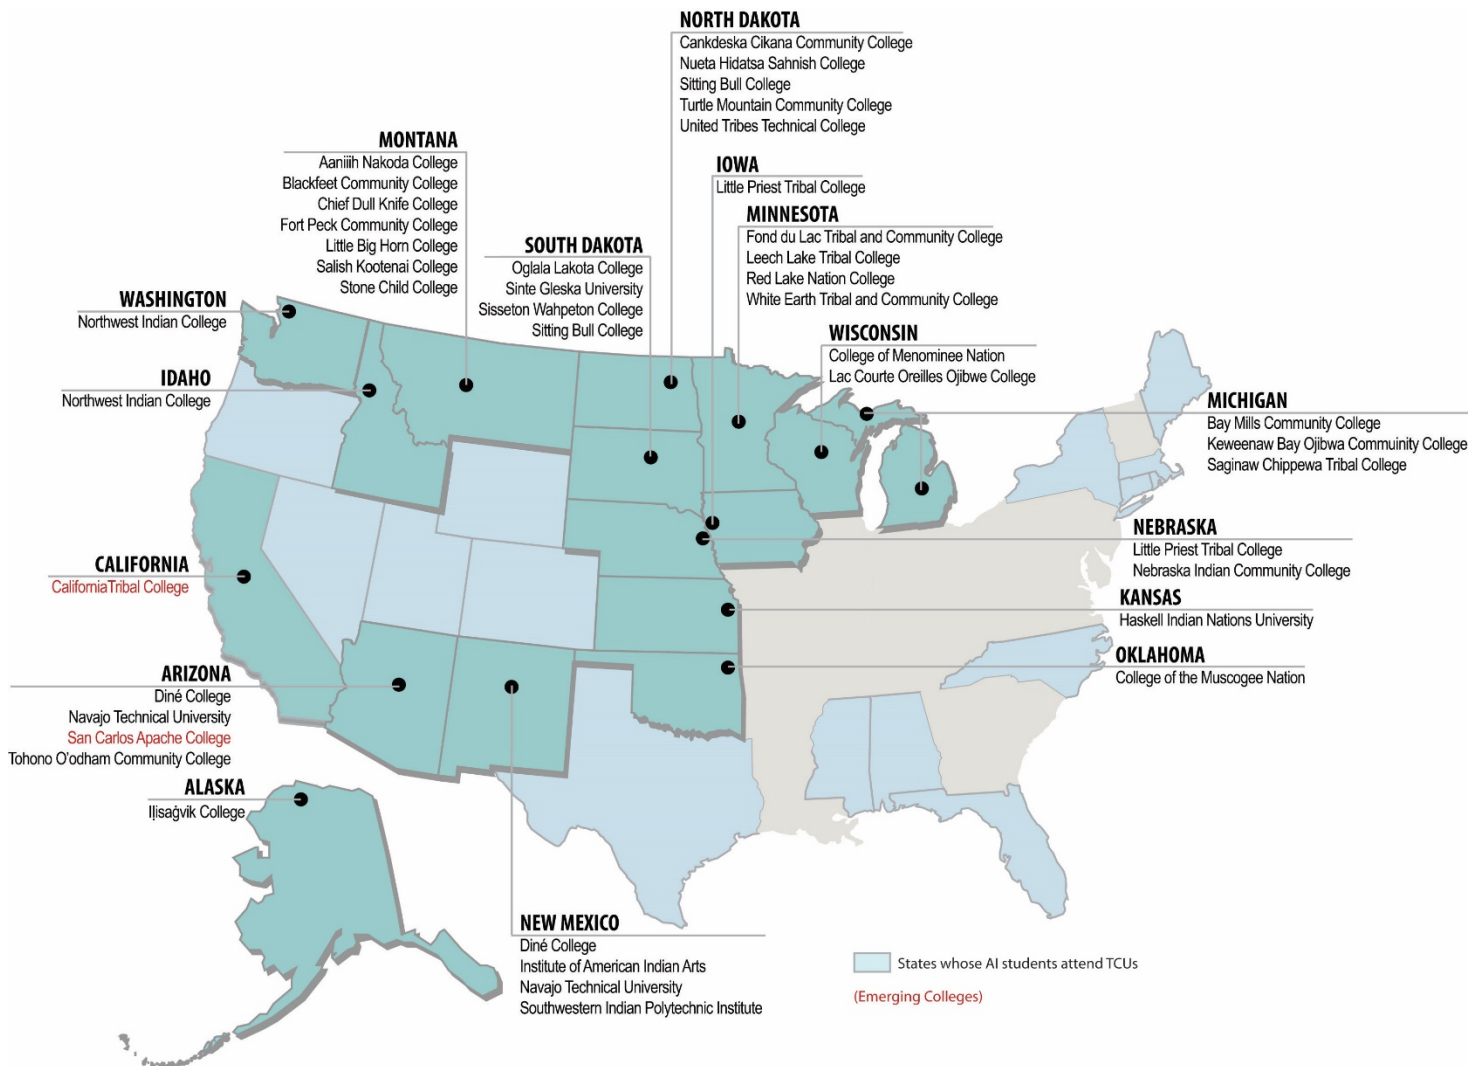 NORTH DAKOTA
Cankdeska Cikana Community College
Nueta Hidatsa Sahnish College
Sitting Bull College
Turtle Mountain Community College
United Tribes Technical College
MONTANA
Aaniiih Nakoda College
Blackfeet Community College
Chief Dull Knife College
Fort Peck Community College
Little Big Horn College
Salish Kootenai College
Stone Child College
IOWA
Little Priest Tribal College
MINNESOTA
Fond du Lac Tribal and Community College
Leech Lake Tribal College
Red Lake Nation College
White Earth Tribal and Community College
SOUTH DAKOTA
Oglala Lakota College
Sinte Gleska University
Sisseton Wahpeton College
Sitting Bull College
WASHINGTON
Northwest Indian College
WISCONSIN
College of Menominee Nation
Lac Courte Oreilles Ojibwe College
IDAHO
Northwest Indian College
MICHIGAN
Bay Mills Community College
Keweenaw Bay Ojibwa Commuinity College
Saginaw Chippewa Tribal College
NEBRASKA
Little Priest Tribal College
Nebraska Indian Community College
CALIFORNIA
CaliforniaTribal College
KANSAS
Haskell Indian Nations University
OKLAHOMA
College of the Muscogee Nation
ARIZONA
Diné College
Navajo Technical University
San Carlos Apache College
Tohono O'odham Community College
ALASKA
Iḷisaġvik College
NEW MEXICO
Diné College
Institute of American Indian Arts
Navajo Technical University
Southwestern Indian Polytechnic Institute
States whose AI students attend TCUs
(Emerging Colleges)